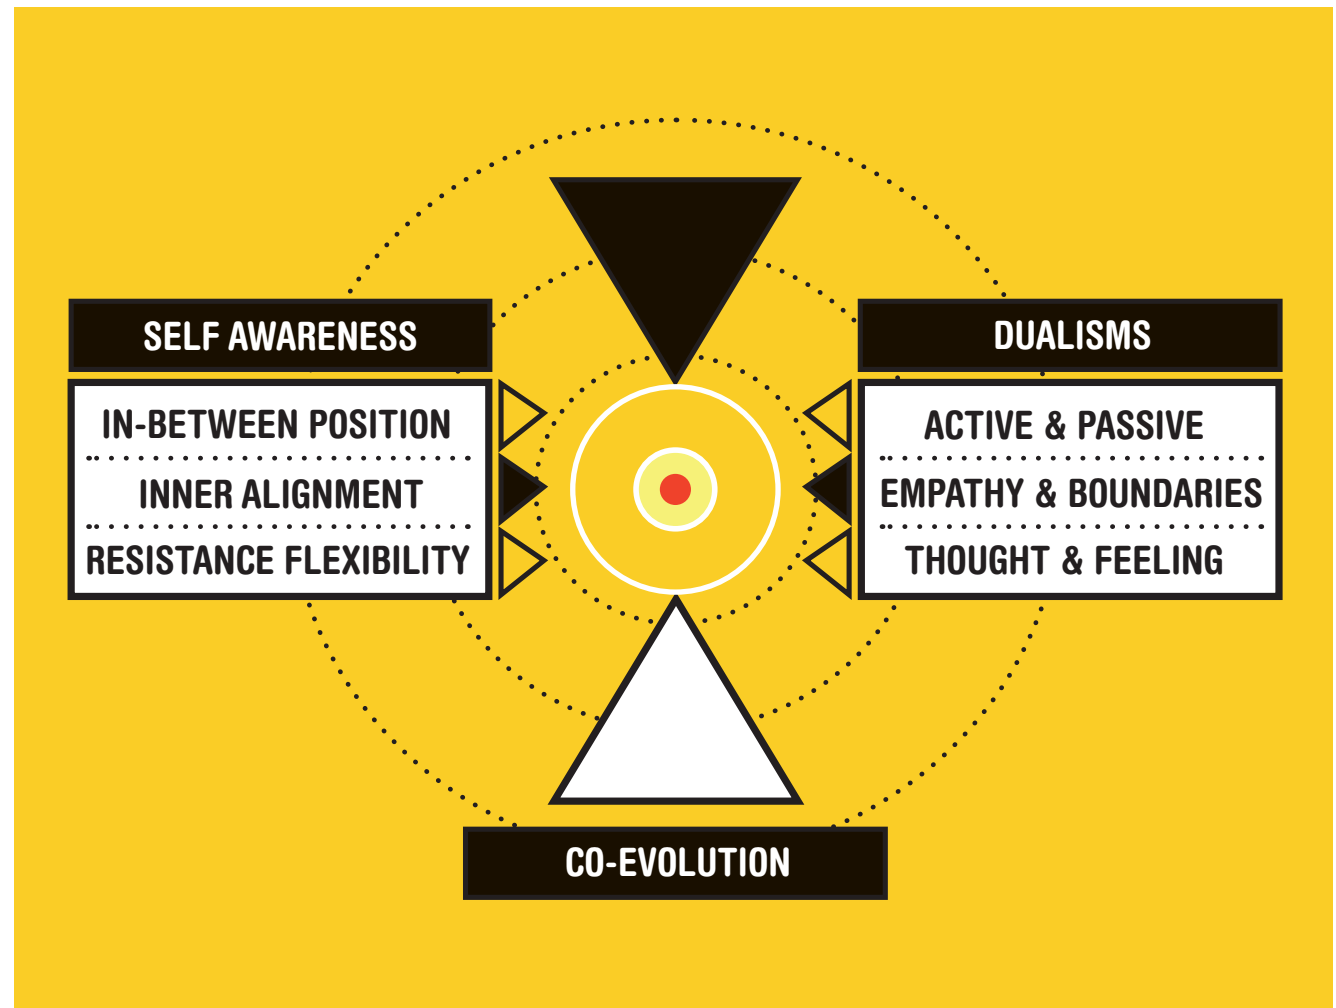 SELF AWARENESS
IN-BETWEEN POSITION
INNER ALIGNMENT
RESISTANCE FLEXIBILITY
DUALISMS
ACTIVE & PASSIVE
EMPATHY & BOUNDARIES
THOUGHT & FEELING
CO-EVOLUTION